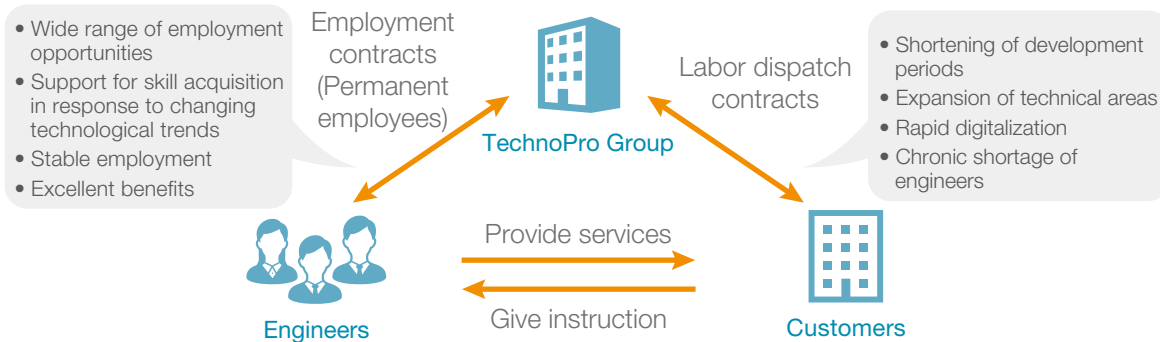 • Wide range of employment
opportunities
• Support for skill acquisition
in response to changing
technological trends
• Stable employment
• Excellent benefits
Employment
contracts
(Permanent
employees)
TechnoPro Group
Labor dispatch
contracts
• Shortening of development
periods
• Expansion of technical areas
• Rapid digitalization
• Chronic shortage of
engineers
Engineers
Provide services
Give instruction
Customers